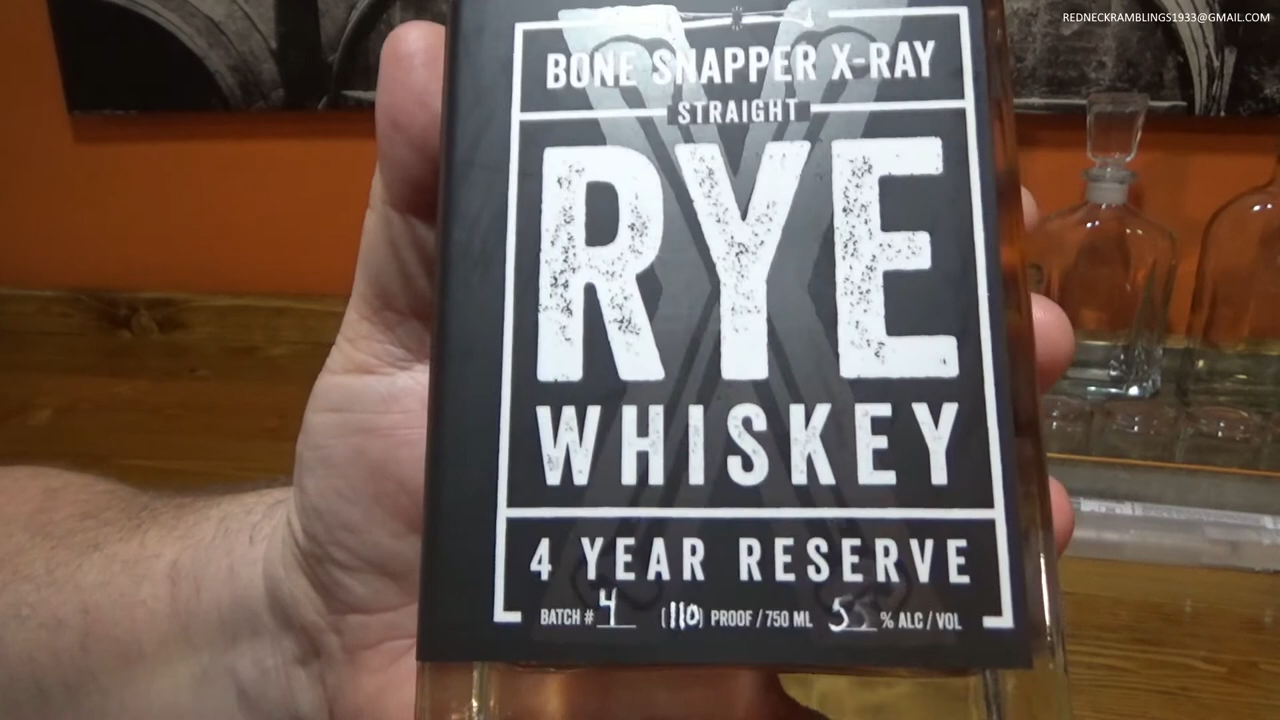 REDNECKRAMBLINGS1933@GMAIL.COM
BONE SNAPPER X-RAY
STRAIGHT
RYE
WHISKEY
4 YEAR RESERVE
BATCH # 4 (110) PROOF / 750 ML 55 % ALC / VOL